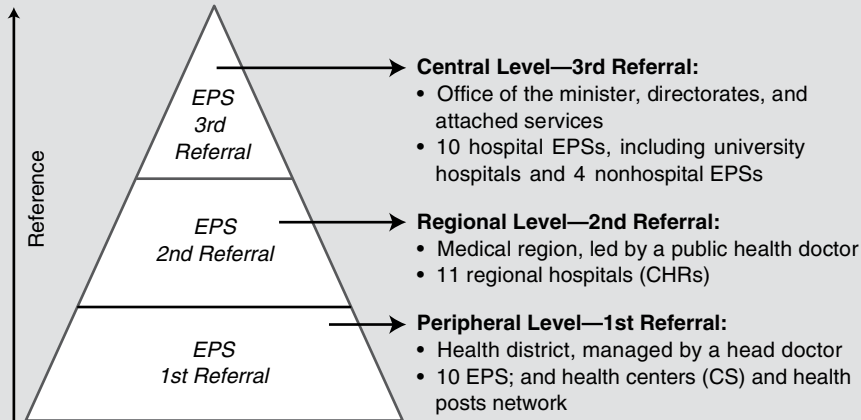 Reference
EPS
3rd
Referral
Central Level—3rd Referral:
• Office of the minister, directorates, and
attached services
• 10 hospital EPSs, including university
hospitals and 4 nonhospital EPSs
EPS
2nd Referral
Regional Level—2nd Referral:
• Medical region, led by a public health doctor
• 11 regional hospitals (CHRs)
EPS
1st Referral
Peripheral Level—1st Referral:
• Health district, managed by a head doctor
• 10 EPS; and health centers (CS) and health
posts network